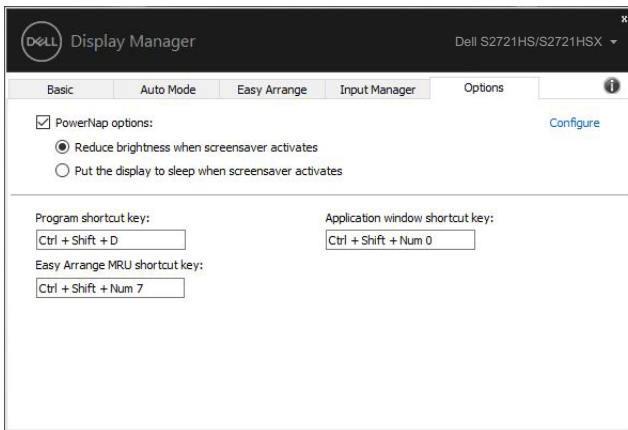 x
DELL Display Manager
Dell S2721HS/S2721HSX
Basic Auto Mode Easy Arrange Input Manager Options i
PowerNap options: Configure
Reduce brightness when screensaver activates
Put the display to sleep when screensaver activates
Program shortcut key: Application window shortcut key:
Ctrl + Shift + D Ctrl + Shift + Num 0
Easy Arrange MRU shortcut key:
Ctrl + Shift + Num 7